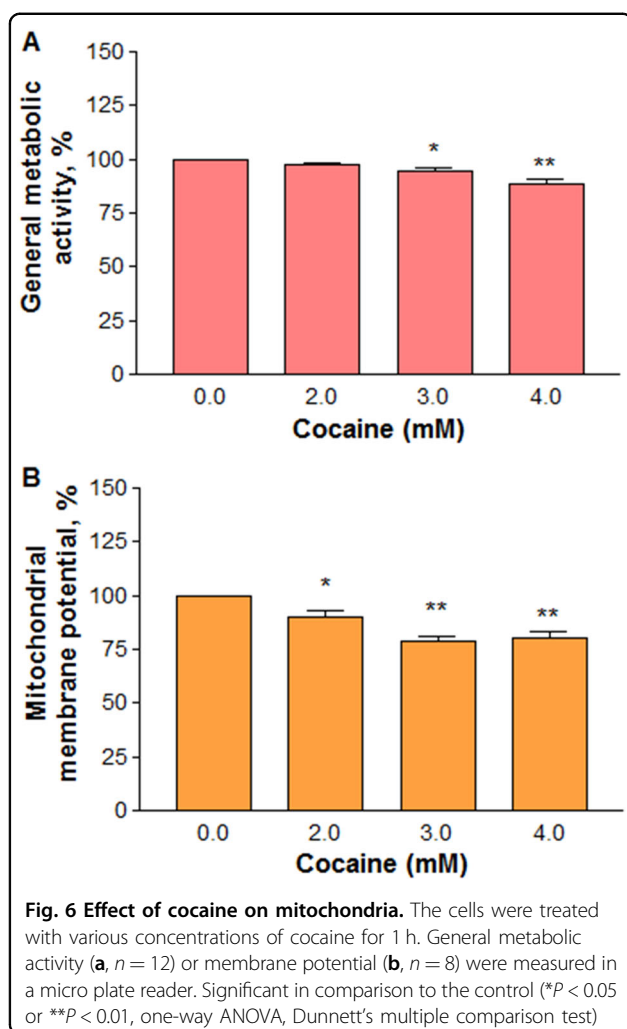 A
General metabolic
activity, %
150
125
100
75
50
25
0
*
**
0.0 2.0 3.0 4.0
Cocaine (mM)
B
Mitochondrial
membrane potential, %
150
125
100
75
50
25
0
*
**
**
0.0 2.0 3.0 4.0
Cocaine (mM)
Fig. 6 Effect of cocaine on mitochondria. The cells were treated
with various concentrations of cocaine for 1 h. General metabolic
activity (a, n = 12) or membrane potential (b, n = 8) were measured in
a micro plate reader. Significant in comparison to the control (*P < 0.05
or **P < 0.01, one-way ANOVA, Dunnett’s multiple comparison test)